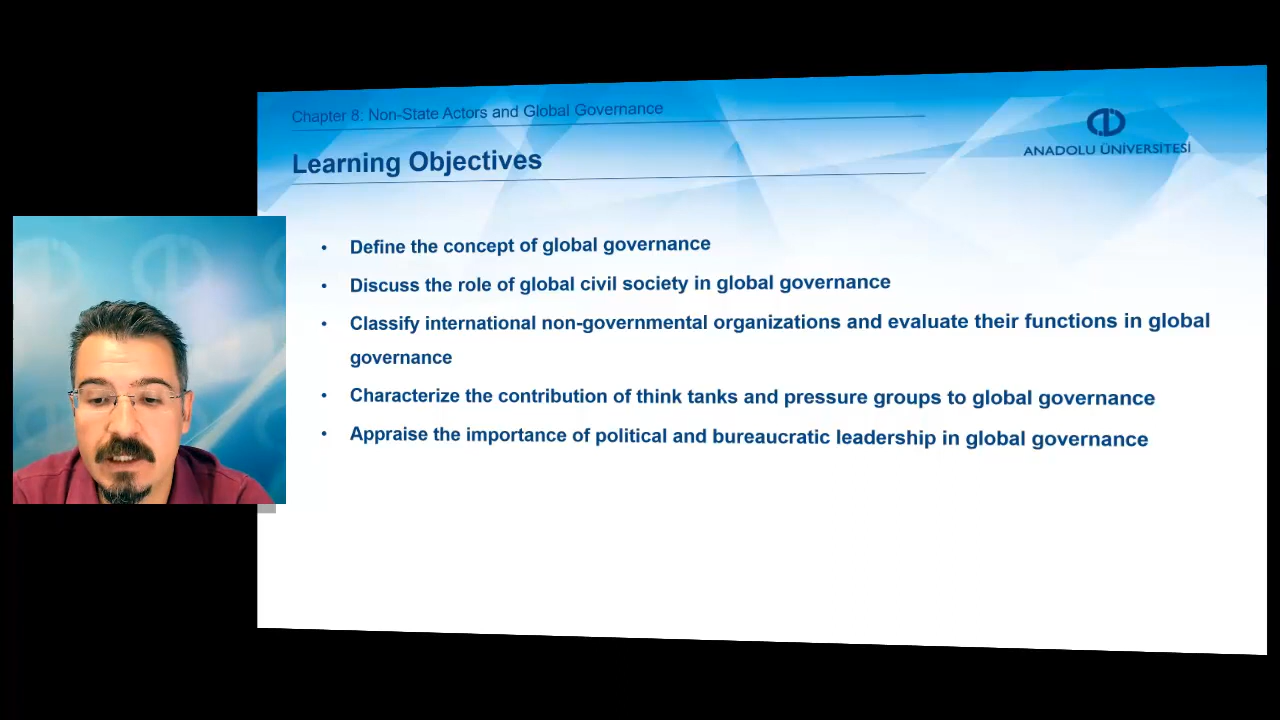 Chapter 8: Non-State Actors and Global Governance
ANADOLU ÜNİVERSİTESİ
Learning Objectives
• Define the concept of global governance
• Discuss the role of global civil society in global governance
• Classify international non-governmental organizations and evaluate their functions in global
governance
• Characterize the contribution of think tanks and pressure groups to global governance
• Appraise the importance of political and bureaucratic leadership in global governance